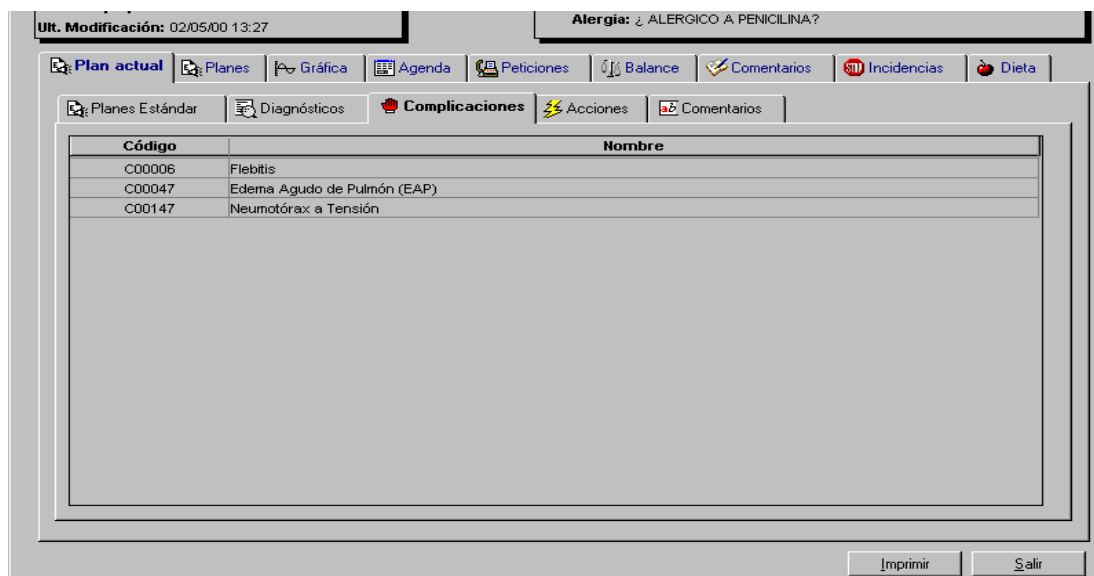 Ult. Modificación: 02/05/00 13:27
Alergia: ¿ ALERGICO A PENICILINA?
Plan actual Planes Gráfica Agenda Peticiones Balance Comentarios Incidencias Dieta
Planes Estándar Diagnósticos Complicaciones Acciones Comentarios
Código Nombre
C00006 Flebitis
C00047 Edema Agudo de Pulmón (EAP)
C00147 Neumotórax a Tensión
Imprimir Salir